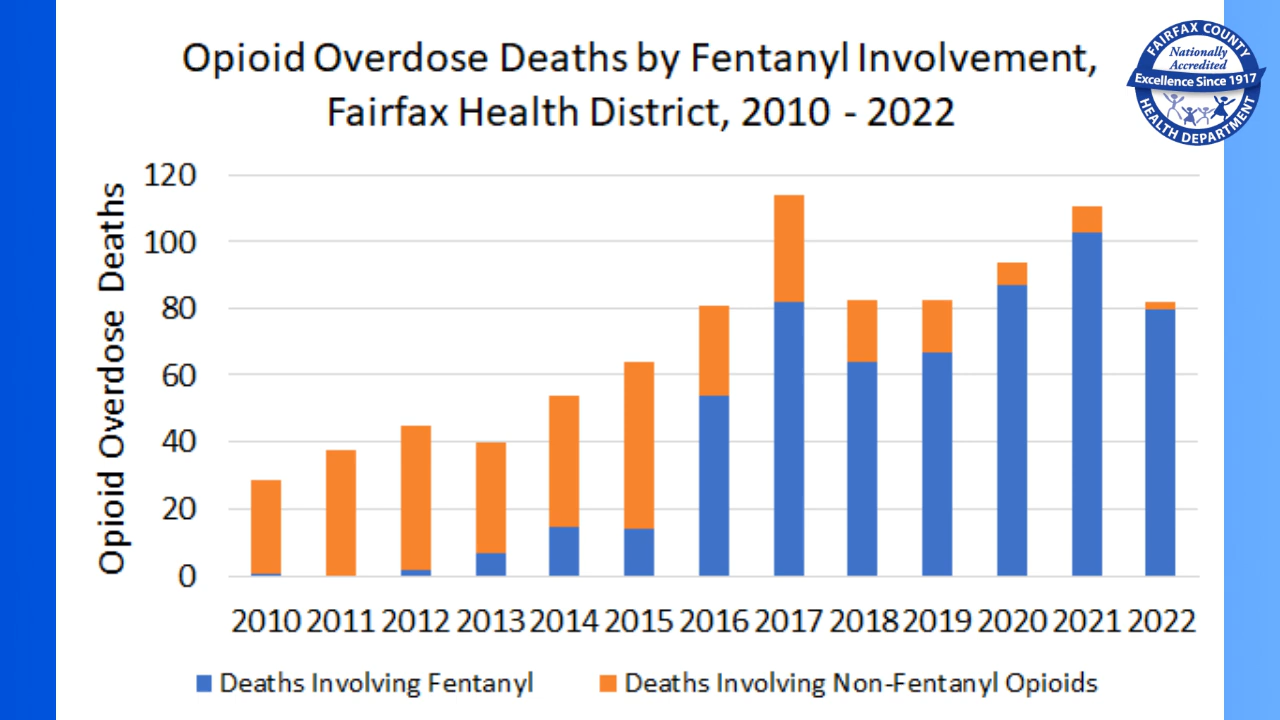 Opioid Overdose Deaths by Fentanyl Involvement,
Fairfax Health District, 2010 - 2022
FAIRFAX COUNTY
Nationally
Accredited
Excellence Since 1917
HEALTH DEPARTMENT
Opioid Overdose Deaths
120
100
80
60
40
20
0
2010 2011 2012 2013 2014 2015 2016 2017 2018 2019 2020 2021 2022
Deaths Involving Fentanyl
Deaths Involving Non-Fentanyl Opioids